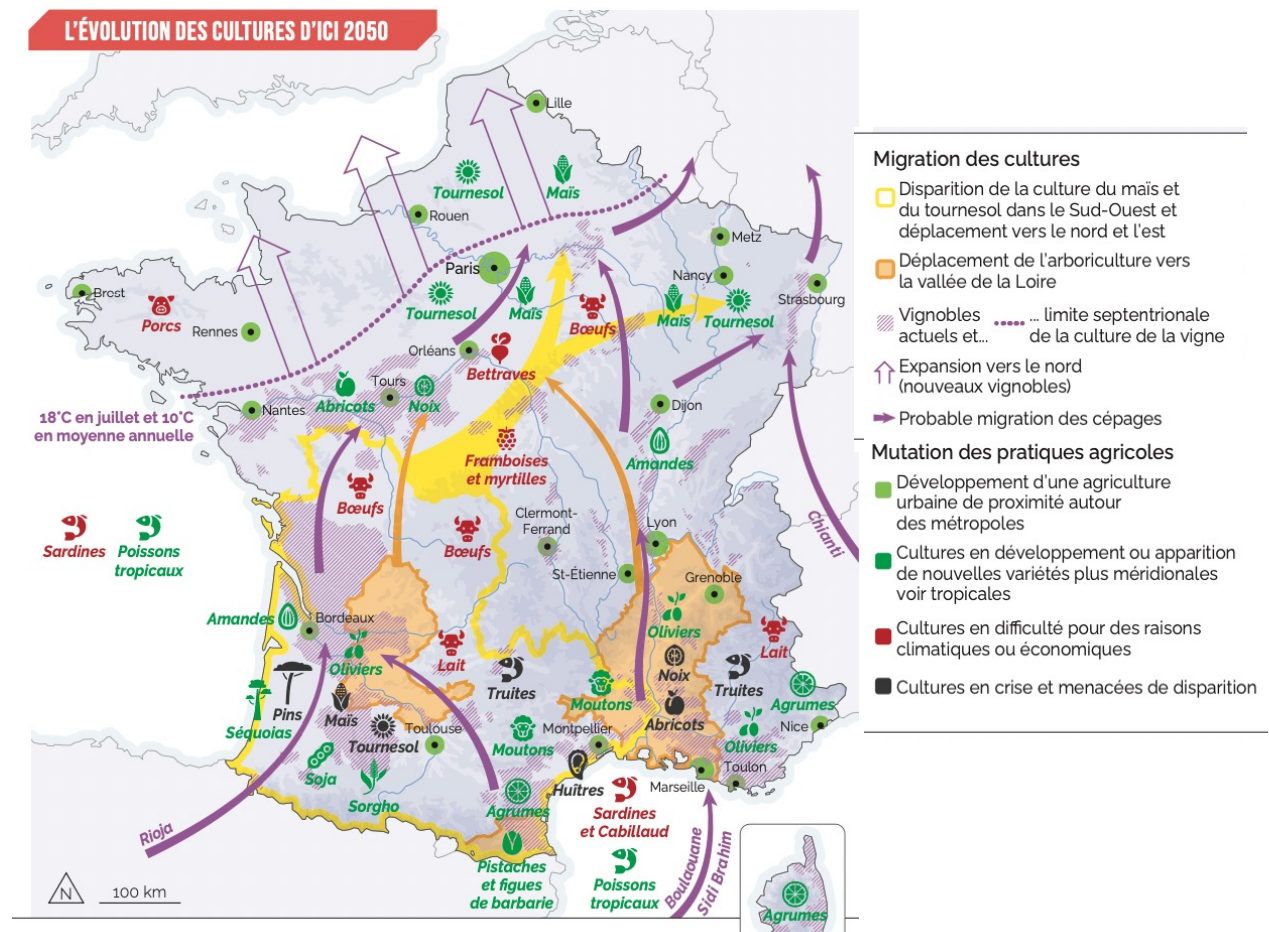 L'ÉVOLUTION DES CULTURES D'ICI 2050
Lille
Tournesol
Maïs
Rouen
Metz
Paris
Nancy
Strasbourg
Brest
Porcs
Rennes
Tournesol
Maïs
Bœufs
Maïs
Tournesol
Orléans
Bettraves
Tours
Abricots
Noix
Nantes
Dijon
18°C en juillet et 10°C
en moyenne annuelle
Amandes
Framboises
et myrtilles
Bœufs
Clermont-
Ferrand
Lyon
Chianti
Sardines
Poissons
tropicaux
Bœufs
St-Étienne
Grenoble
Amandes
Bordeaux
Oliviers
Oliviers
Lait
Lait
Truites
Noix
Truites
Pins
Maïs
Moutons
Abricots
Agrumes
Séquoias
Tournesol
Toulouse
Moutons
Montpellier
Oliviers
Nice
Soja
Sorgho
Toulon
Marseille
Huîtres
Agrumes
Sardines
et Cabillaud
Rioja
Pistaches
et figues
de barbarie
Poissons
tropicaux
Boulaouane
Sidi Brahim
N
100 km
Agrumes
Migration des cultures
Disparition de la culture du maïs et
du tournesol dans le Sud-Ouest et
déplacement vers le nord et l'est
Déplacement de l'arboriculture vers
la vallée de la Loire
Vignobles
actuels et...
... limite septentrionale
de la culture de la vigne
Expansion vers le nord
(nouveaux vignobles)
Probable migration des cépages
Mutation des pratiques agricoles
Développement d'une agriculture
urbaine de proximité autour
des métropoles
Cultures en développement ou apparition
de nouvelles variétés plus méridionales
voir tropicales
Cultures en difficulté pour des raisons
climatiques ou économiques
Cultures en crise et menacées de disparition